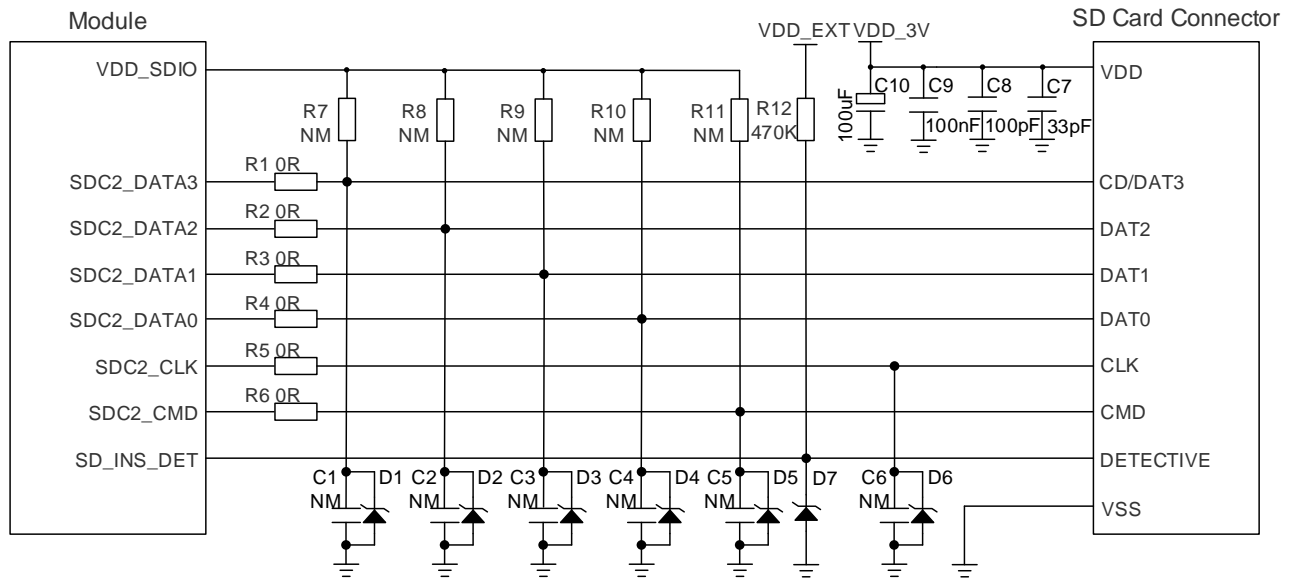 Module
SD Card Connector
VDD_EXT VDD_3V
VDD_SDIO
VDD
C10 C9 C8 C7
100uF
100nF 100pF 33pF
R7 R8 R9 R10 R11 R12
NM NM NM NM NM 470K
R1 0R
SDC2_DATA3
CD/DAT3
R2 0R
SDC2_DATA2
DAT2
R3 0R
SDC2_DATA1
DAT1
R4 0R
SDC2_DATA0
DAT0
R5 0R
SDC2_CLK
CLK
R6 0R
SDC2_CMD
CMD
SD_INS_DET
DETECTIVE
C1 D1 C2 D2 C3 D3 C4 D4 C5 D5 D7 C6 D6
NM NM NM NM NM NM
VSS